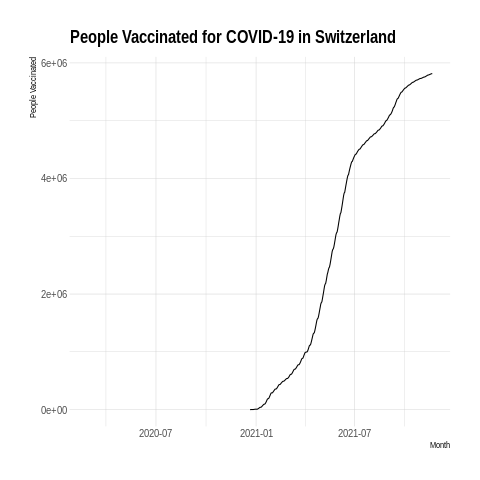 People Vaccinated for COVID-19 in Switzerland
People Vaccinated
6e+06
4e+06
2e+06
0e+00
2020-07
2021-01
2021-07
Month